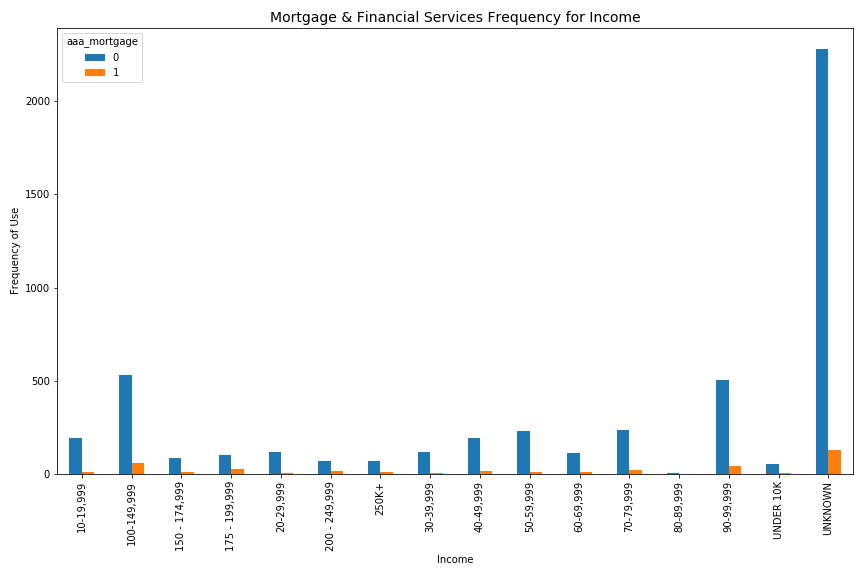 Mortgage & Financial Services Frequency for Income
aaa_mortgage
0
1
2000
1500
1000
500
0
Frequency of Use
10-19,999
100-149,999
150 - 174,999
175 - 199,999
20-29,999
200 - 249,999
250K+
30-39,999
40-49,999
50-59,999
60-69,999
70-79,999
80-89,999
90-99,999
UNDER 10K
UNKNOWN
Income